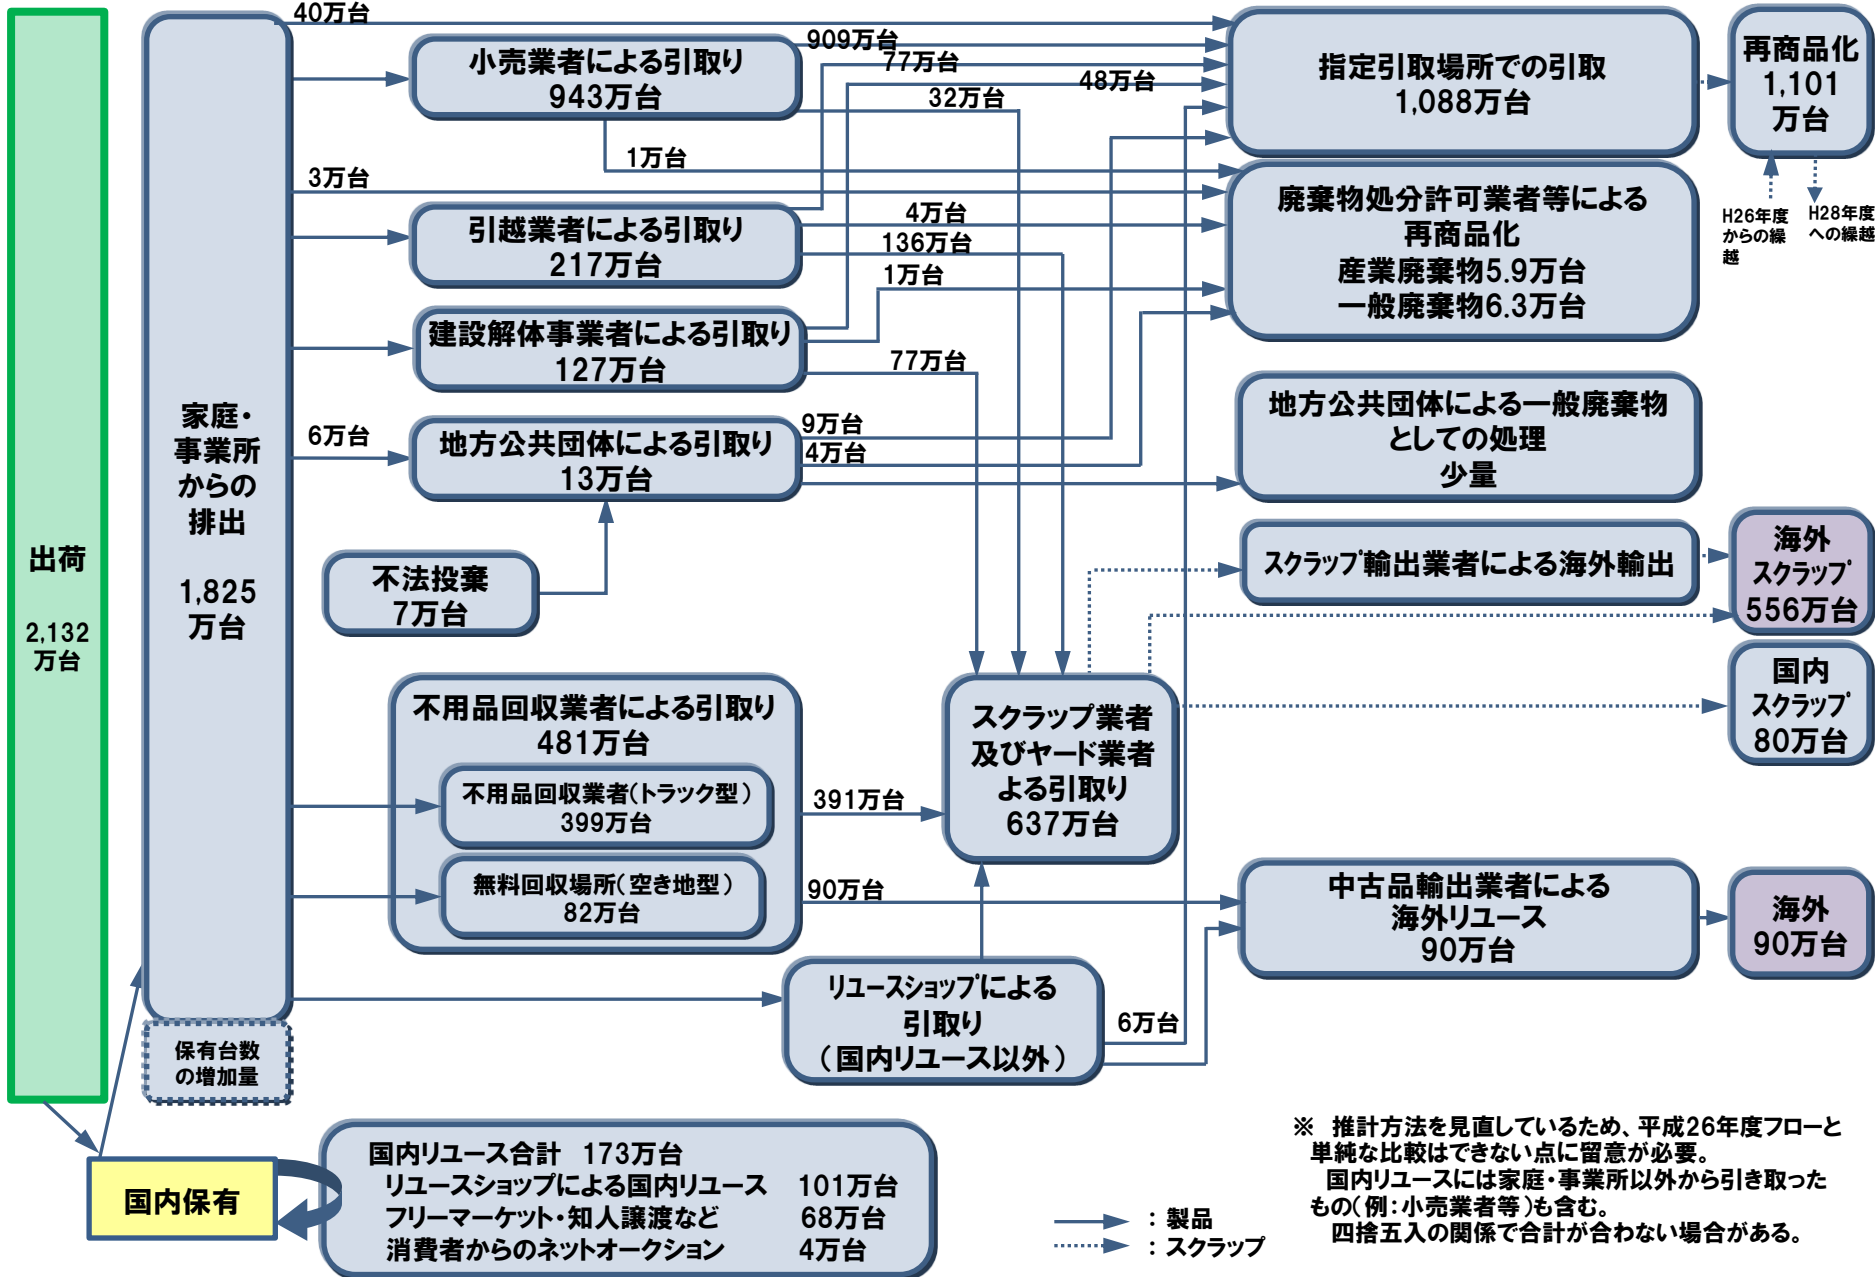 出荷
2,132
万台
家庭・
事業所
からの
排出
1,825
万台
保有台数
の増加量
国内保有
40万台
小売業者による引取り
943万台
909万台
77万台
32万台
48万台
1万台
3万台
引越業者による引取り
217万台
4万台
136万台
1万台
建設解体事業者による引取り
127万台
77万台
6万台
地方公共団体による引取り
13万台
9万台
4万台
不法投棄
7万台
不用品回収業者による引取り
481万台
不用品回収業者(トラック型)
399万台
無料回収場所(空き地型)
82万台
391万台
90万台
スクラップ業者
及びヤード業者
よる引取り
637万台
リユースショップによる
引取り
(国内リユース以外)
6万台
指定引取場所での引取
1,088万台
廃棄物処分許可業者等による
再商品化
産業廃棄物5.9万台
一般廃棄物6.3万台
地方公共団体による一般廃棄物
としての処理
少量
スクラップ輸出業者による海外輸出
中古品輸出業者による
海外リユース
90万台
再商品化
1,101
万台
H26年度
からの繰
越
H28年度
への繰越
海外
スクラップ
556万台
国内
スクラップ
80万台
海外
90万台
国内リユース合計 173万台
リユースショップによる国内リユース 101万台
フリーマーケット・知人譲渡など 68万台
消費者からのネットオークション 4万台
:製品
:スクラップ
※ 推計方法を見直しているため、平成26年度フローと
単純な比較はできない点に留意が必要。
国内リユースには家庭・事業所以外から引き取った
もの(例:小売業者等)も含む。
四捨五入の関係で合計が合わない場合がある。